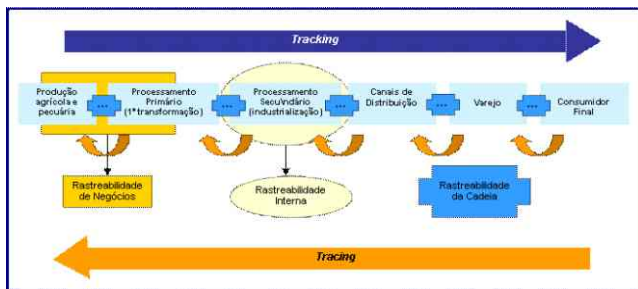 Tracking
Produção
agrícola e
pecuária
...
Processamento
Primário
(1ª transformação)
...
Processamento
Secundário
(industrialização)
...
Canais de
Distribuição
...
Varejo
...
Consumidor
Final
Rastreabilidade
de Negócios
Rastreabilidade
Interna
Rastreabilidade
da Cadeia
Tracing